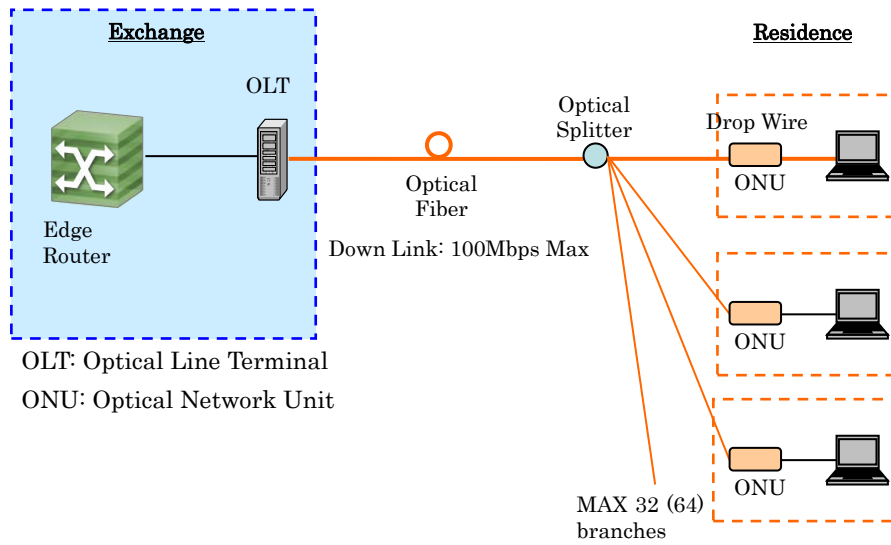 Exchange
Residence
OLT
Optical
Splitter
Drop Wire
ONU
Optical
Fiber
Edge
Router
Down Link: 100Mbps Max
ONU
OLT: Optical Line Terminal
ONU: Optical Network Unit
ONU
MAX 32 (64)
branches